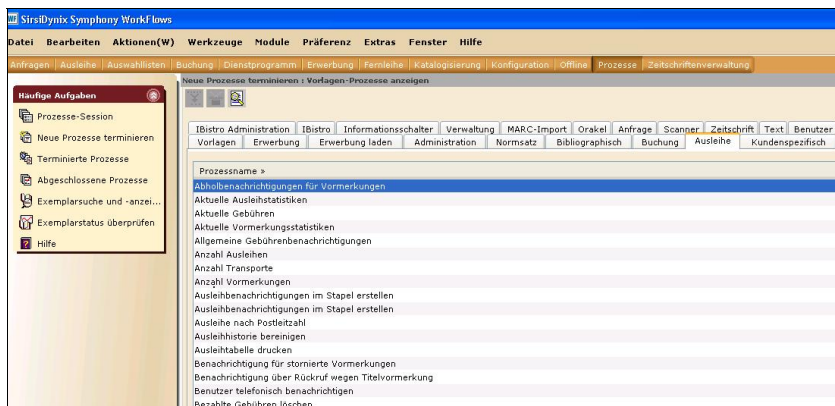 SirsiDynix Symphony WorkFlows
Datei Bearbeiten Aktionen(W) Werkzeuge Module Präferenz Extras Fenster Hilfe
Anfragen Ausleihe Auswahllisten Buchung Dienstprogramm Erwerbung Fernleihe Katalogisierung Konfiguration Offline Prozesse Zeitschriftenverwaltung
Neue Prozesse terminieren : Vorlagen-Prozesse anzeigen
Häufige Aufgaben
Prozesse-Session
Neue Prozesse terminieren
Terminierte Prozesse
Abgeschlossene Prozesse
Exemplarsuche und -anzei...
Exemplarstatus überprüfen
Hilfe
IBistro Administration IBistro Informationsschalter Verwaltung MARC-Import Orakel Anfrage Scanner Zeitschrift Text Benutzer
Vorlagen Erwerbung Erwerbung laden Administration Normsatz Bibliographisch Buchung Ausleihe Kundenspezifisch
Prozessname »
Abholbenachrichtigungen für Vormerkungen
Aktuelle Ausleihstatistiken
Aktuelle Gebühren
Aktuelle Vormerkungsstatistiken
Allgemeine Gebührenbenachrichtigungen
Anzahl Ausleihen
Anzahl Transporte
Anzahl Vormerkungen
Ausleihbenachrichtigungen im Stapel erstellen
Ausleihbenachrichtigungen im Stapel erstellen
Ausleihe nach Postleitzahl
Ausleihhistorie bereinigen
Ausleihtabelle drucken
Benachrichtigung für stornierte Vormerkungen
Benachrichtigung über Rückruf wegen Titelvormerkung
Benutzer telefonisch benachrichtigen
Bezahlte Gebühren löschen